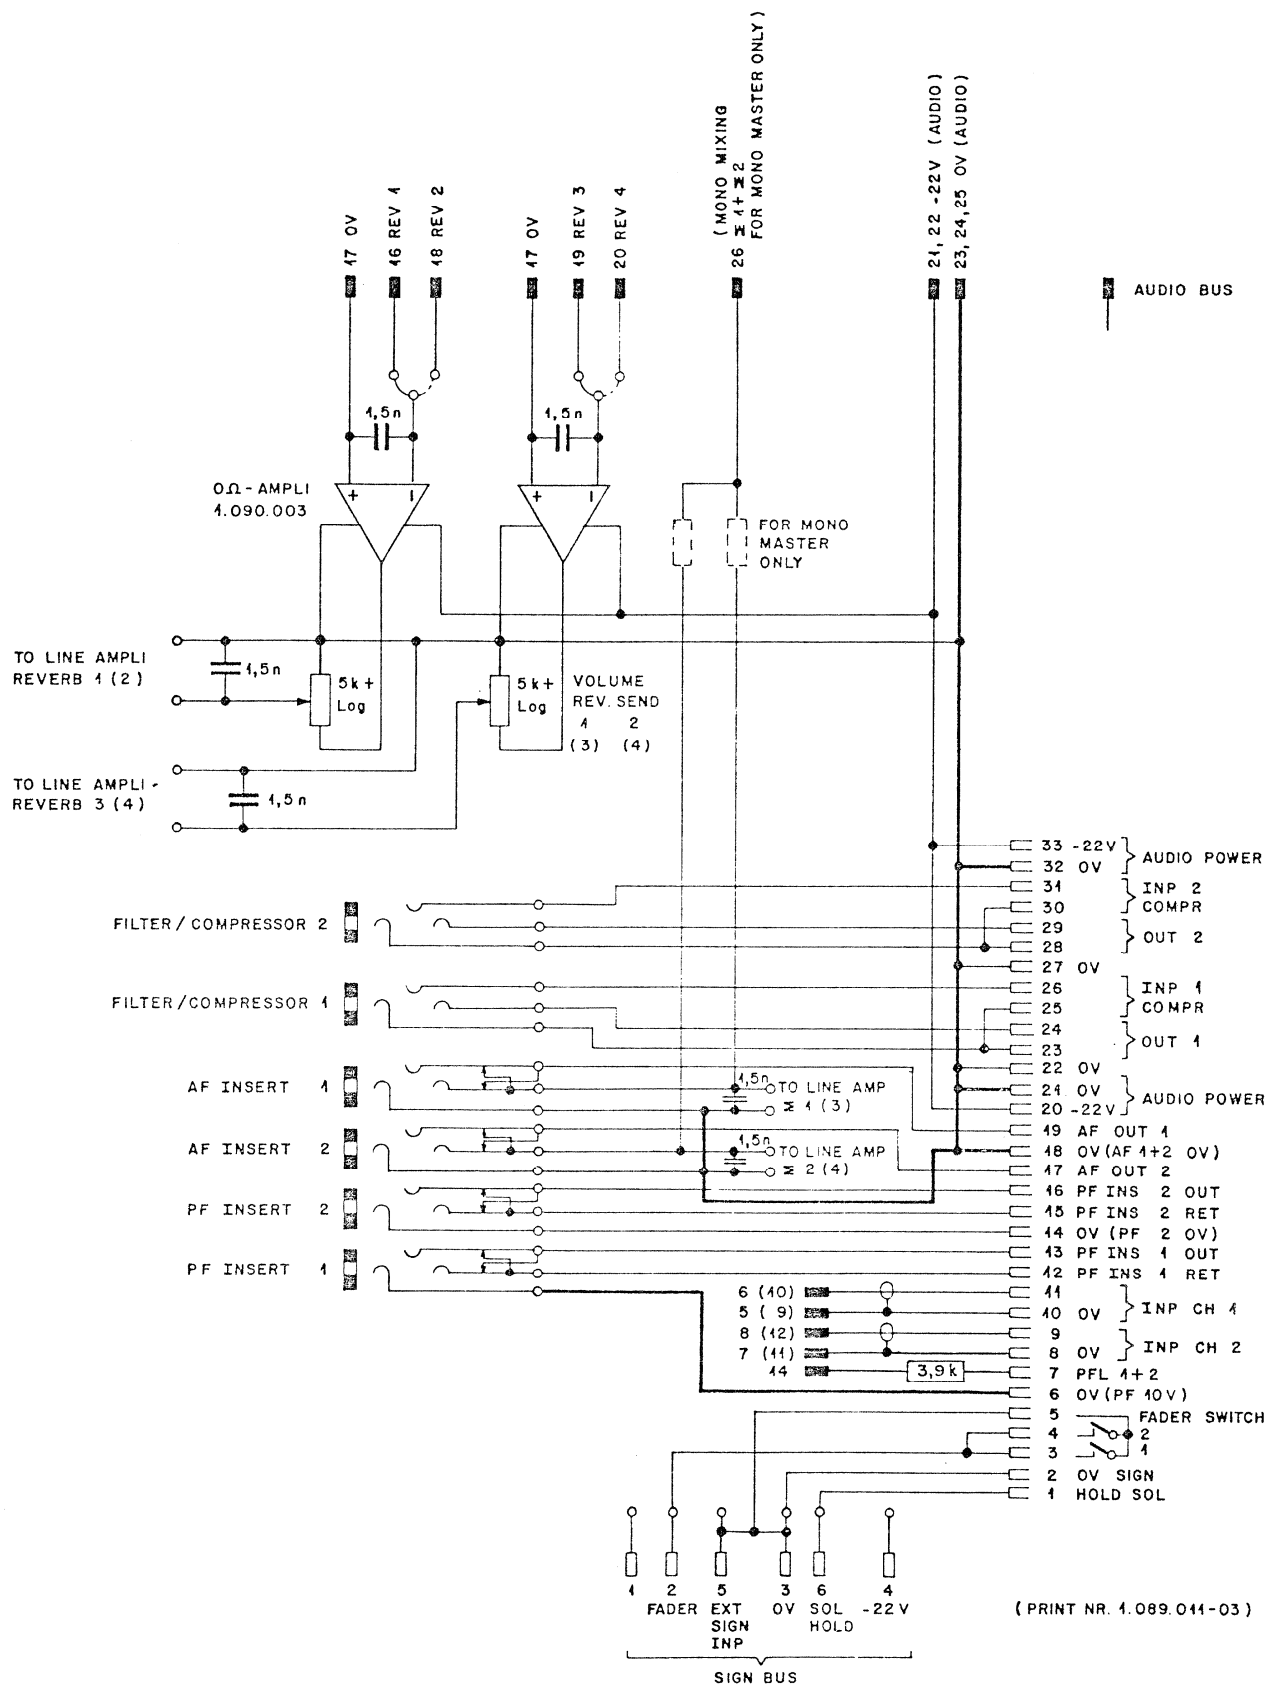 (MONO MIXING
26 Σ 1+ Σ 2
FOR MONO MASTER ONLY)
21, 22 -22V (AUDIO)
23, 24, 25 0V (AUDIO)
17 0V
16 REV 1
18 REV 2
17 0V
19 REV 3
20 REV 4
AUDIO BUS
1,5n
1,5n
0Ω-AMPLI
1.090.003
+ -
+ -
FOR MONO
MASTER
ONLY
TO LINE AMPLI
REVERB 1 (2)
1,5n
5k+
Log
5k+
Log
VOLUME
REV. SEND
1 2
(3) (4)
TO LINE AMPLI -
REVERB 3 (4)
1,5n
33 -22V
32 0V
AUDIO POWER
31
30
INP 2
COMPR
FILTER / COMPRESSOR 2
29
28
OUT 2
27 0V
26
25
INP 1
COMPR
FILTER/COMPRESSOR 1
24
23
OUT 1
22 0V
21 0V
20 -22V
AUDIO POWER
AF INSERT 1
1,5n
TO LINE AMP
Σ 1 (3)
19 AF OUT 1
18 0V (AF 1+2 0V)
17 AF OUT 2
AF INSERT 2
1,5n
TO LINE AMP
Σ 2 (4)
16 PF INS 2 OUT
15 PF INS 2 RET
14 0V (PF 2 0V)
PF INSERT 2
13 PF INS 1 OUT
12 PF INS 1 RET
PF INSERT 1
6 (10)
5 ( 9)
11
10 0V
INP CH 1
8 (12)
7 (11)
9
8 0V
INP CH 2
14
3,9k
7 PFL 1+2
6 0V (PF 10V)
5
4
3
FADER SWITCH
2
1
2 0V SIGN
1 HOLD SOL
1
2
5
3
6
4
FADER
EXT
SIGN
INP
0V
SOL
HOLD
-22V
SIGN BUS
(PRINT NR. 1.089.011-03)